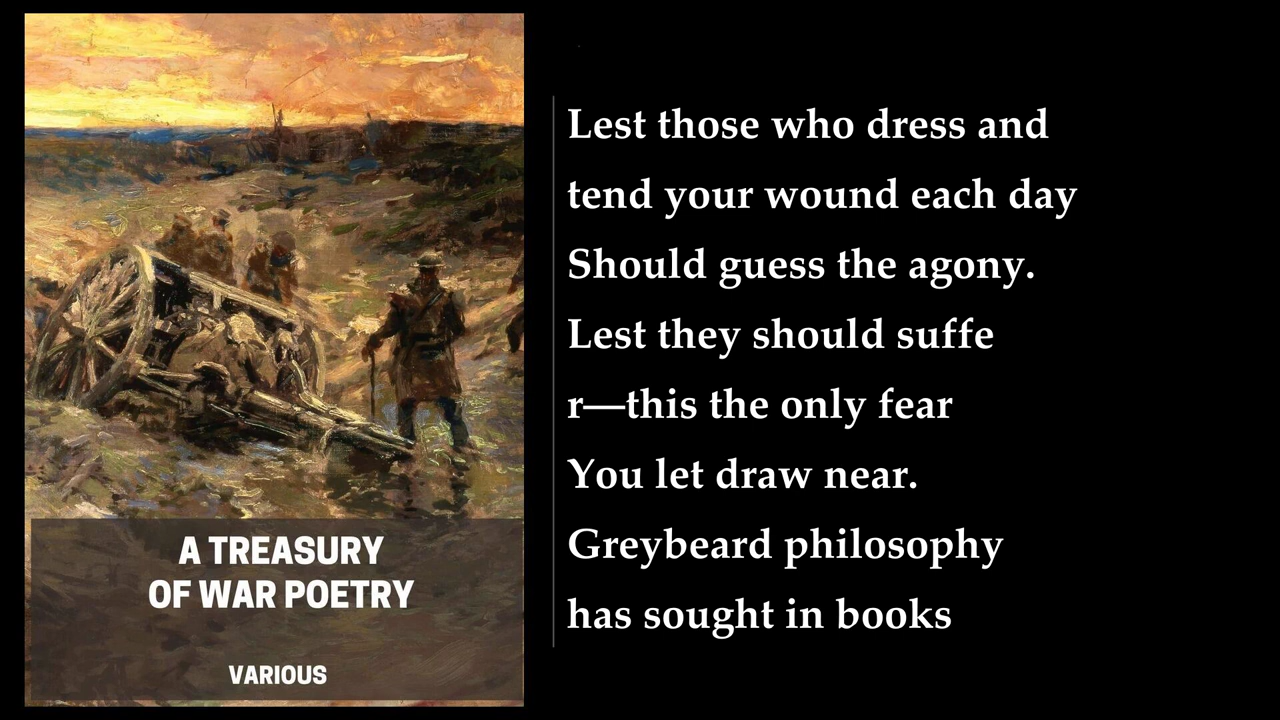 A TREASURY
OF WAR POETRY
VARIOUS
Lest those who dress and
tend your wound each day
Should guess the agony.
Lest they should suffe
r—this the only fear
You let draw near.
Greybeard philosophy
has sought in books